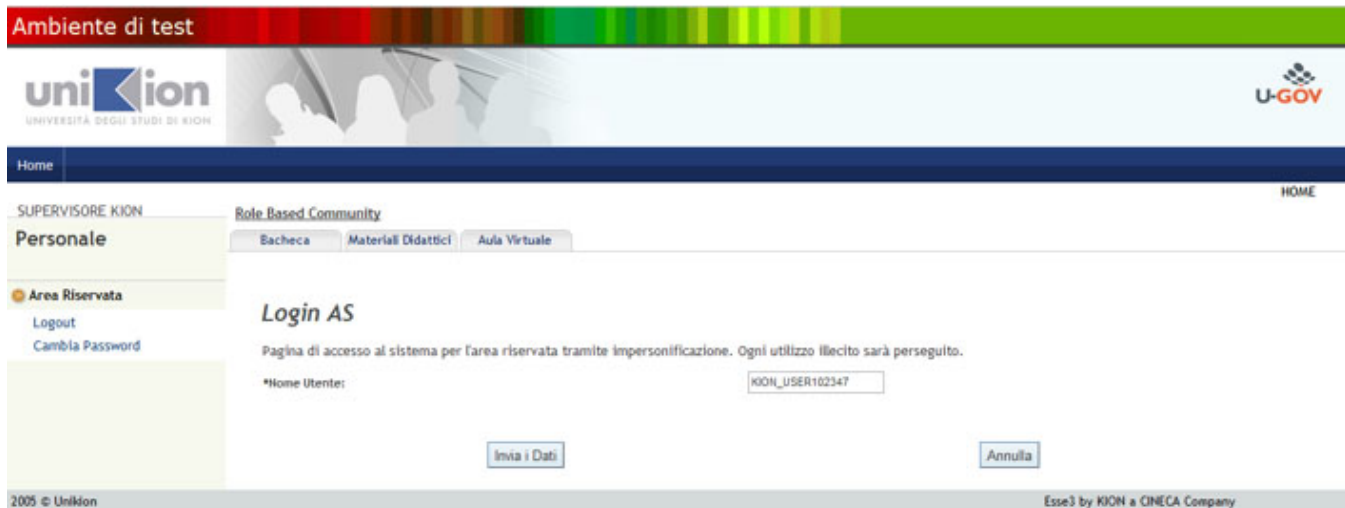 Ambiente di test
uniKion
UNIVERSITÀ DEGLI STUDI DI KION
U-GOV
Home
HOME
SUPERVISORE KION
Personale
Role Based Community
Bacheca Materiali Didattici Aula Virtuale
Area Riservata
Logout
Cambia Password
Login AS
Pagina di accesso al sistema per l'area riservata tramite impersonificazione. Ogni utilizzo illecito sarà perseguito.
*Nome Utente: KION_USER102347
Invia i Dati Annulla
2005 © Unikion Esse3 by KION a CINECA Company